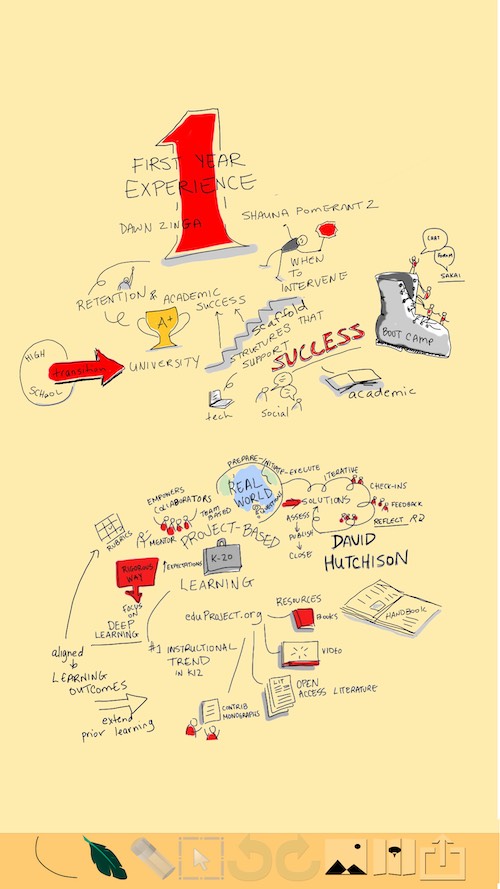 1
FIRST YEAR
EXPERIENCE
DAWN ZINGA
SHAUNA POMERANTZ
WHEN
TO
INTERVENE
RETENTION &
ACADEMIC
SUCCESS
A+
HIGH
SCHOOL
transition
UNIVERSITY
scaffold
STRUCTURES THAT
SUPPORT
SUCCESS
tech
Social
academic
CHAT
FORUM
SAKAI
BOOT CAMP
PREPARE-INITIATE-EXECUTE
REAL
WORLD
QUESTIONS
ITERATIVE
CHECK-INS
FEEDBACK
REFLECT
SOLUTIONS
ASSESS
PUBLISH
CLOSE
EMPOWERS
COLLABORATORS
TEAM
BASED
MENTOR
RUBRICS
PROJECT-BASED
LEARNING
K-20
EXPECTATIONS
RIGOROUS
WAY
FOCUS
ON
DEEP
LEARNING
DAVID
HUTCHISON
HANDBOOK
eduPROJECT.org
RESOURCES
BOOKS
VIDEO
LIT
OPEN
ACCESS LITERATURE
CONTRIB
MONOGRAPHS
#1 INSTRUCTIONAL
TREND
IN K12
aligned
LEARNING
OUTCOMES
extend
prior learning